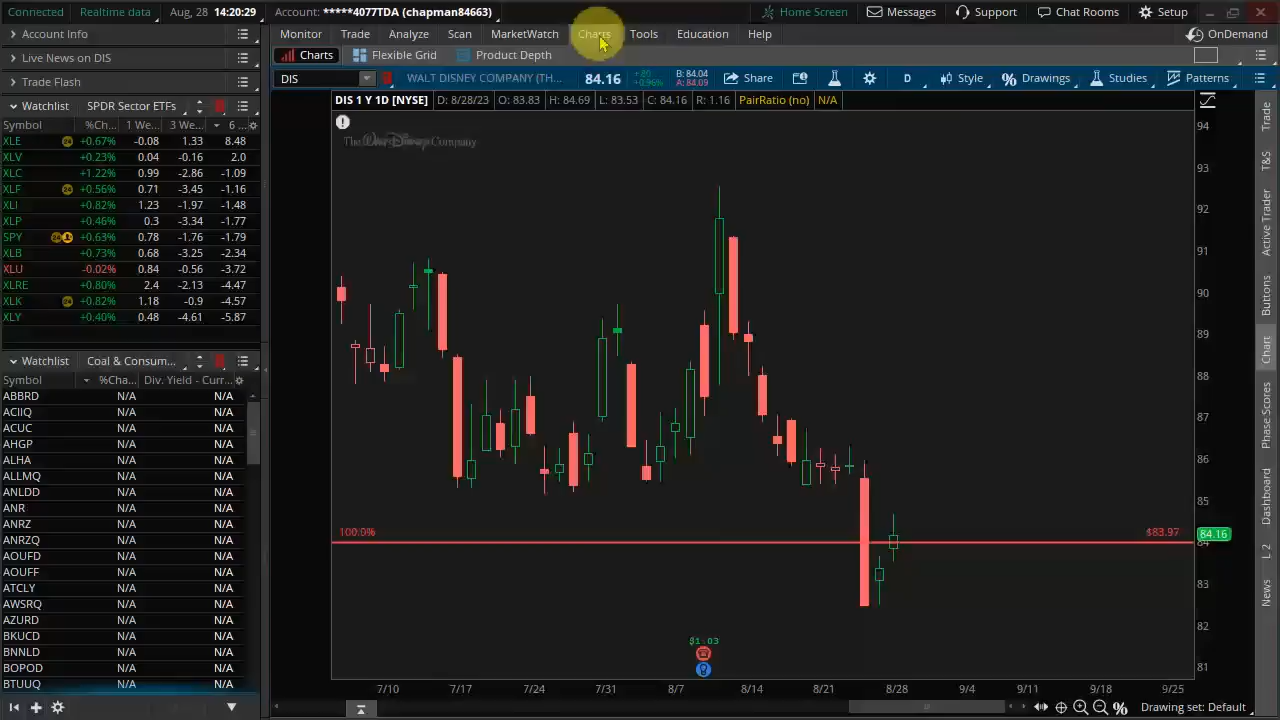 Connected Realtime data Aug, 28 14:20:29 Account: *****4077TDA (chapman84663) Home Screen Messages Support Chat Rooms Setup
Account Info
Live News on DIS
Trade Flash
Monitor Trade Analyze Scan MarketWatch Charts Tools Education Help OnDemand
Charts Flexible Grid Product Depth
DIS WALT DISNEY COMPANY (TH... 84.16 +.80 +0.96% B: 84.04 A: 84.09 Share D Style Drawings Studies Patterns
DIS 1 Y 1D [NYSE] D: 8/28/23 O: 83.83 H: 84.69 L: 83.53 C: 84.16 R: 1.16 PairRatio (no) N/A
The Walt Disney Company
Watchlist SPDR Sector ETFs
Symbol %Ch... 1 We... 3 We... 6 ...
XLE +0.67% -0.08 1.33 8.48
XLV +0.23% 0.04 -0.16 2.0
XLC +1.22% 0.99 -2.86 -1.09
XLF +0.56% 0.71 -3.45 -1.16
XLI +0.82% 1.23 -1.97 -1.48
XLP +0.46% 0.3 -3.34 -1.77
SPY +0.63% 0.78 -1.76 -1.79
XLB +0.73% 0.68 -3.25 -2.34
XLU -0.02% 0.84 -0.56 -3.72
XLRE +0.80% 2.4 -2.13 -4.47
XLK +0.82% 1.18 -0.9 -4.57
XLY +0.40% 0.48 -4.61 -5.87
Watchlist Coal & Consum...
Symbol %Cha... Div. Yield - Curr...
ABBRD N/A N/A
ACIIQ N/A N/A
ACUC N/A N/A
AHGP N/A N/A
ALHA N/A N/A
ALLMQ N/A N/A
ANLDD N/A N/A
ANR N/A N/A
ANRZ N/A N/A
ANRZQ N/A N/A
AOUFD N/A N/A
AOUFF N/A N/A
ATCLY N/A N/A
AWSRQ N/A N/A
AZURD N/A N/A
BKUCD N/A N/A
BNNLD N/A N/A
BOPOD N/A N/A
BTUUQ N/A N/A
94
93
92
91
90
89
88
87
86
85
84
83
82
81
100.0% $83.97
84.16
$1.03
7/10 7/17 7/24 7/31 8/7 8/14 8/21 8/28 9/4 9/11 9/18 9/25
Drawing set: Default
Trade
T&S
Active Trader
Buttons
Chart
Phase Scores
Dashboard
L 2
News